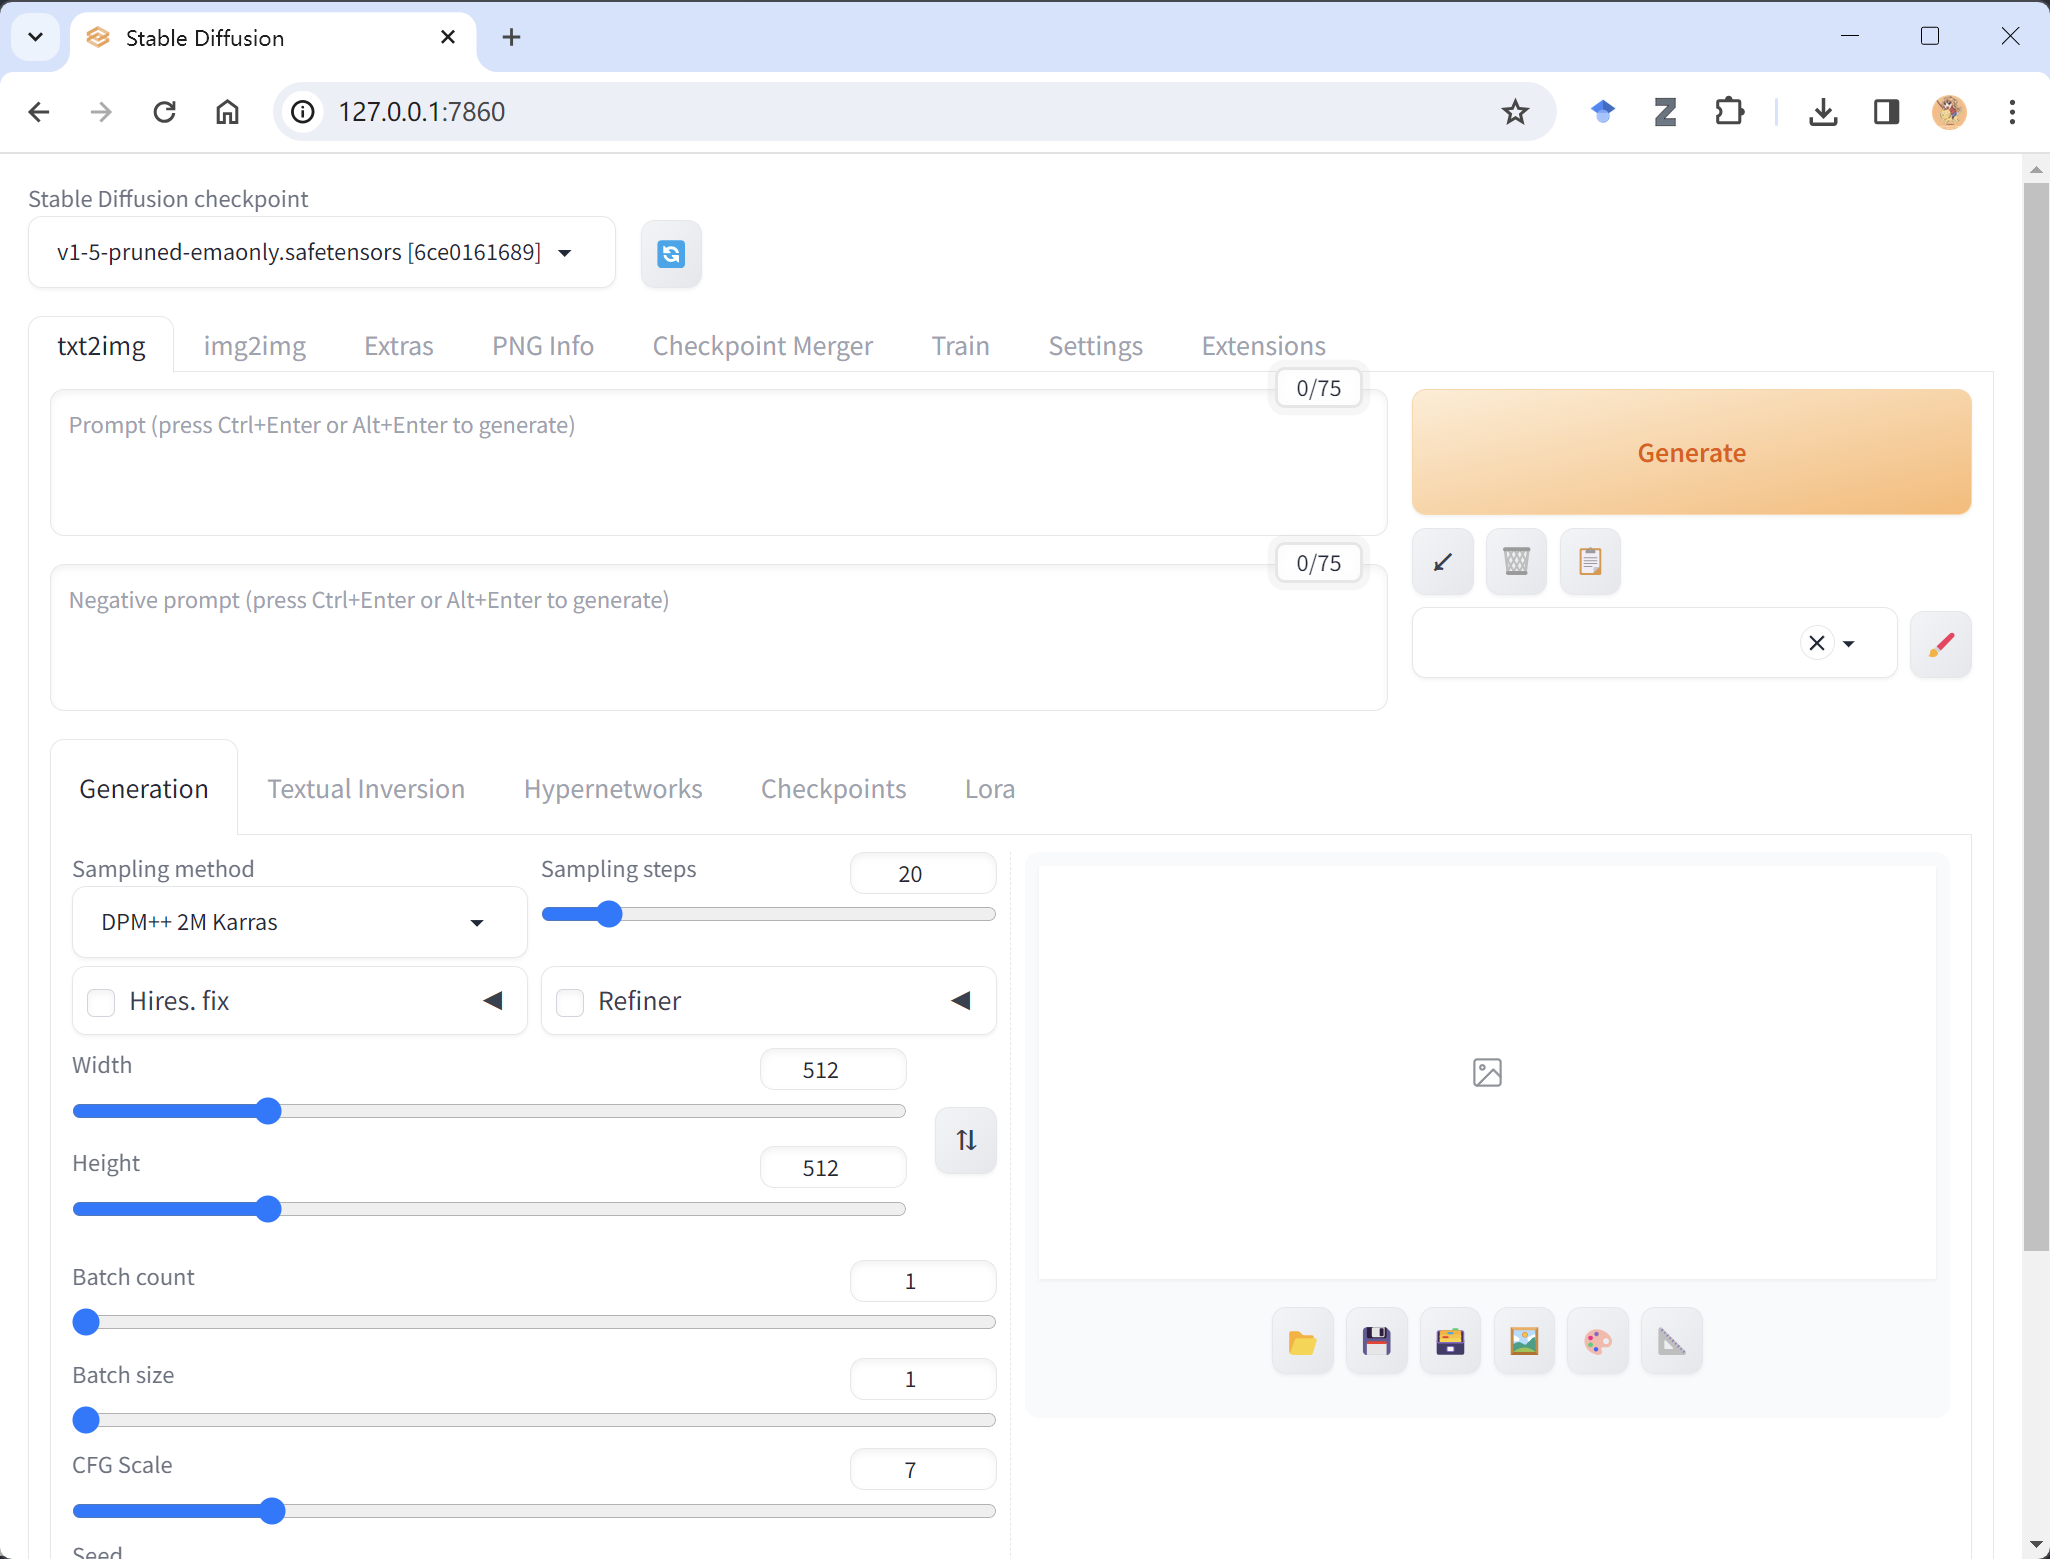 Stable Diffusion
127.0.0.1:7860
Stable Diffusion checkpoint
v1-5-pruned-emaonly.safetensors [6ce0161689]
txt2img img2img Extras PNG Info Checkpoint Merger Train Settings Extensions
0/75
Prompt (press Ctrl+Enter or Alt+Enter to generate)
Generate
0/75
Negative prompt (press Ctrl+Enter or Alt+Enter to generate)
Generation Textual Inversion Hypernetworks Checkpoints Lora
Sampling method
DPM++ 2M Karras
Sampling steps 20
Hires. fix
Refiner
Width 512
Height 512
Batch count 1
Batch size 1
CFG Scale 7
Seed